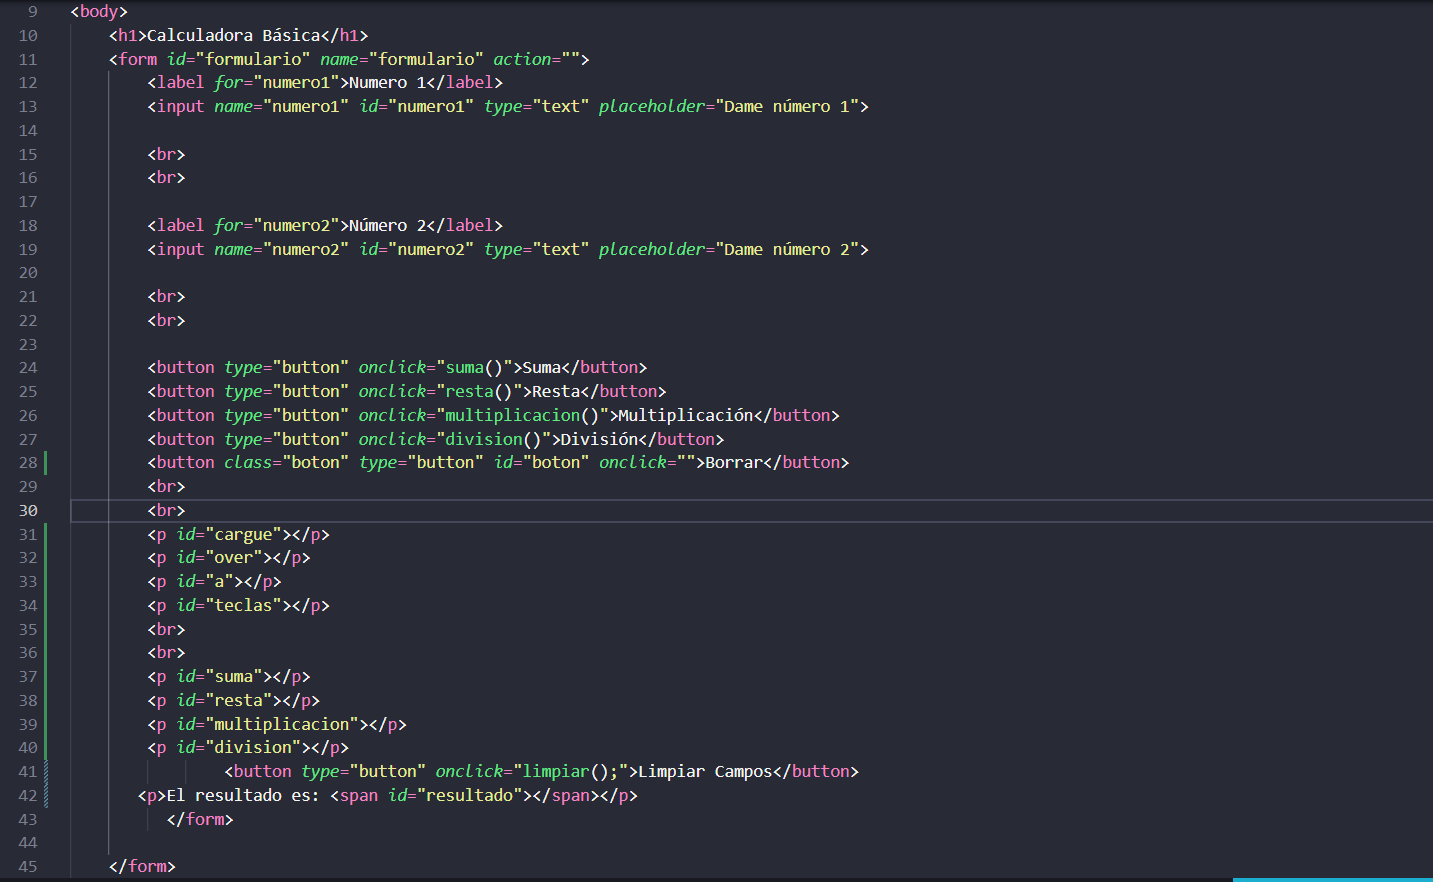 9 <body>
10 <h1>Calculadora Básica</h1>
11 <form id="formulario" name="formulario" action="">
12 <label for="numero1">Numero 1</label>
13 <input name="numero1" id="numero1" type="text" placeholder="Dame número 1">
14
15 <br>
16 <br>
17
18 <label for="numero2">Número 2</label>
19 <input name="numero2" id="numero2" type="text" placeholder="Dame número 2">
20
21 <br>
22 <br>
23
24 <button type="button" onclick="suma()">Suma</button>
25 <button type="button" onclick="resta()">Resta</button>
26 <button type="button" onclick="multiplicacion()">Multiplicación</button>
27 <button type="button" onclick="division()">División</button>
28 <button class="boton" type="button" id="boton" onclick="">Borrar</button>
29 <br>
30 <br>
31 <p id="cargue"></p>
32 <p id="over"></p>
33 <p id="a"></p>
34 <p id="teclas"></p>
35 <br>
36 <br>
37 <p id="suma"></p>
38 <p id="resta"></p>
39 <p id="multiplicacion"></p>
40 <p id="division"></p>
41 <button type="button" onclick="limpiar();">Limpiar Campos</button>
42 <p>El resultado es: <span id="resultado"></span></p>
43 </form>
44
45 </form>